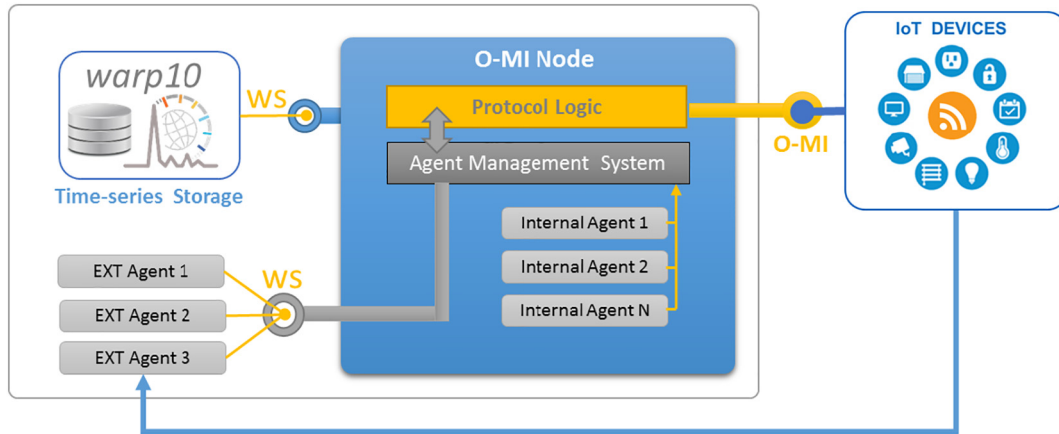 O-MI Node
IoT DEVICES
warp10
WS
Protocol Logic
O-MI
Agent Management System
Time-series Storage
Internal Agent 1
Internal Agent 2
Internal Agent N
EXT Agent 1
WS
EXT Agent 2
EXT Agent 3